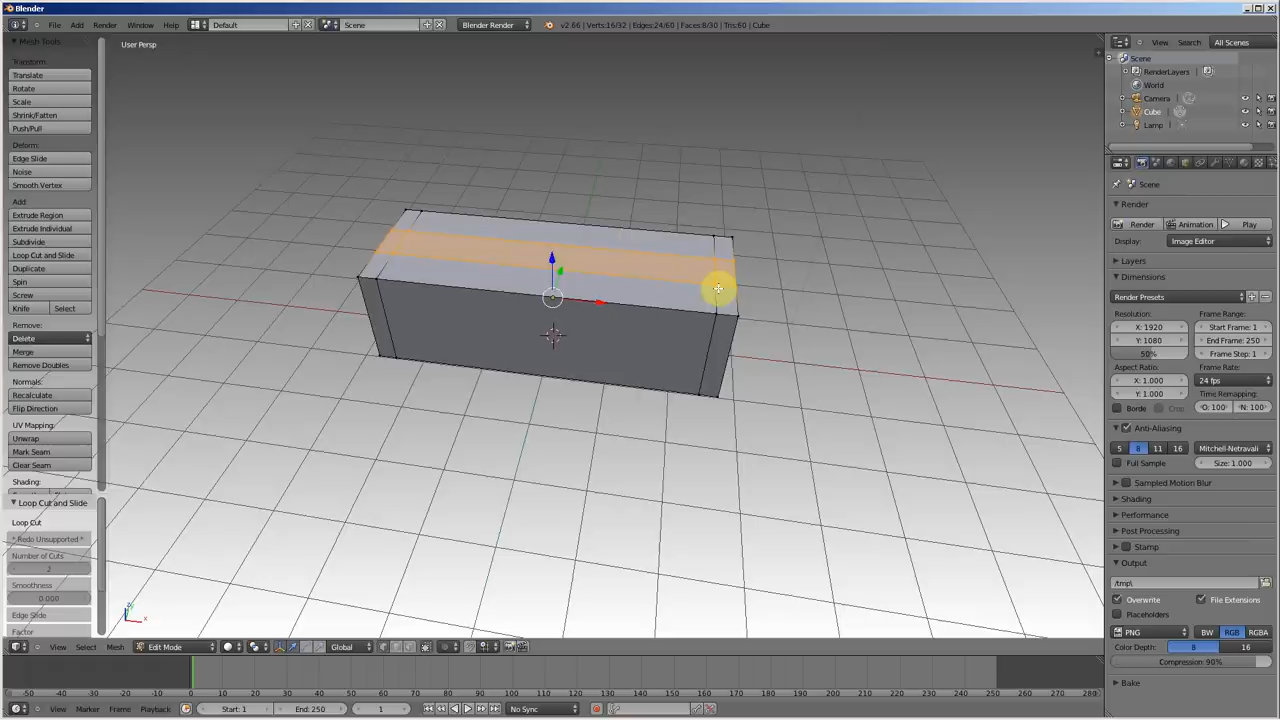 Blender
File Add Render Window Help Default Scene Blender Render v2.66 | Verts:16/32 | Edges:24/60 | Faces:8/30 | Tris:60 | Cube
View Search All Scenes
Mesh Tools
User Persp
Transform:
Translate
Rotate
Scale
Shrink/Fatten
Push/Pull
Deform:
Edge Slide
Noise
Smooth Vertex
Add:
Extrude Region
Extrude Individual
Subdivide
Loop Cut and Slide
Duplicate
Spin
Screw
Knife Select
Remove:
Delete
Merge
Remove Doubles
Normals:
Recalculate
Flip Direction
UV Mapping:
Unwrap
Mark Seam
Clear Seam
Shading:
Loop Cut and Slide
Loop Cut
* Redo Unsupported *
Number of Cuts
2
Smoothness
0.000
Edge Slide
Factor
Scene
RenderLayers
World
Camera
Cube
Lamp
Scene
Render
Render Animation Play
Display: Image Editor
Layers
Dimensions
Render Presets
Resolution: Frame Range:
X: 1920 Start Frame: 1
Y: 1080 End Frame: 250
50% Frame Step: 1
Aspect Ratio: Frame Rate:
X: 1.000 24 fps
Y: 1.000 Time Remapping:
Borde Crop O: 100 N: 100
Anti-Aliasing
5 8 11 16 Mitchell-Netravali
Full Sample Size: 1.000
Sampled Motion Blur
Shading
Performance
Post Processing
Stamp
Output
/tmp\
Overwrite File Extensions
Placeholders
PNG BW RGB RGBA
Color Depth: 8 16
Compression: 90%
Bake
View Select Mesh Edit Mode Global
-50 -40 -30 -20 -10 0 10 20 30 40 50 60 70 80 90 100 110 120 130 140 150 160 170 180 190 200 210 220 230 240 250 260 270 280
View Marker Frame Playback Start: 1 End: 250 1 No Sync
z
x